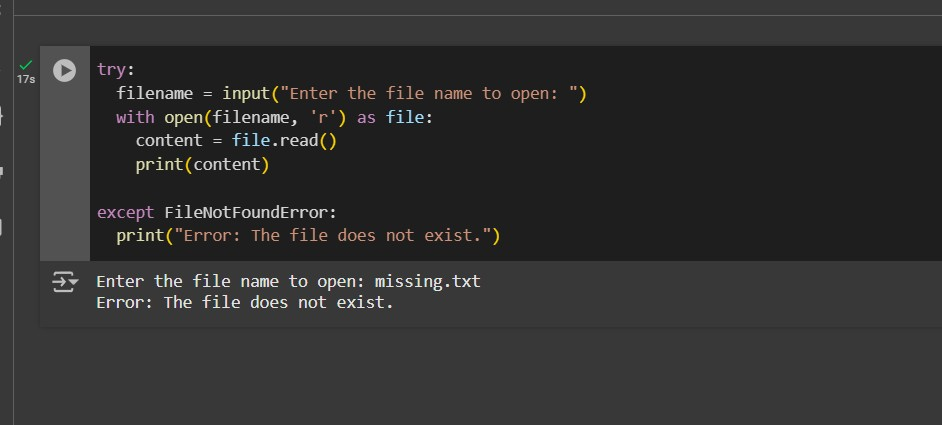 17s
try:
  filename = input("Enter the file name to open: ")
  with open(filename, 'r') as file:
    content = file.read()
    print(content)

except FileNotFoundError:
  print("Error: The file does not exist.")
Enter the file name to open: missing.txt
Error: The file does not exist.